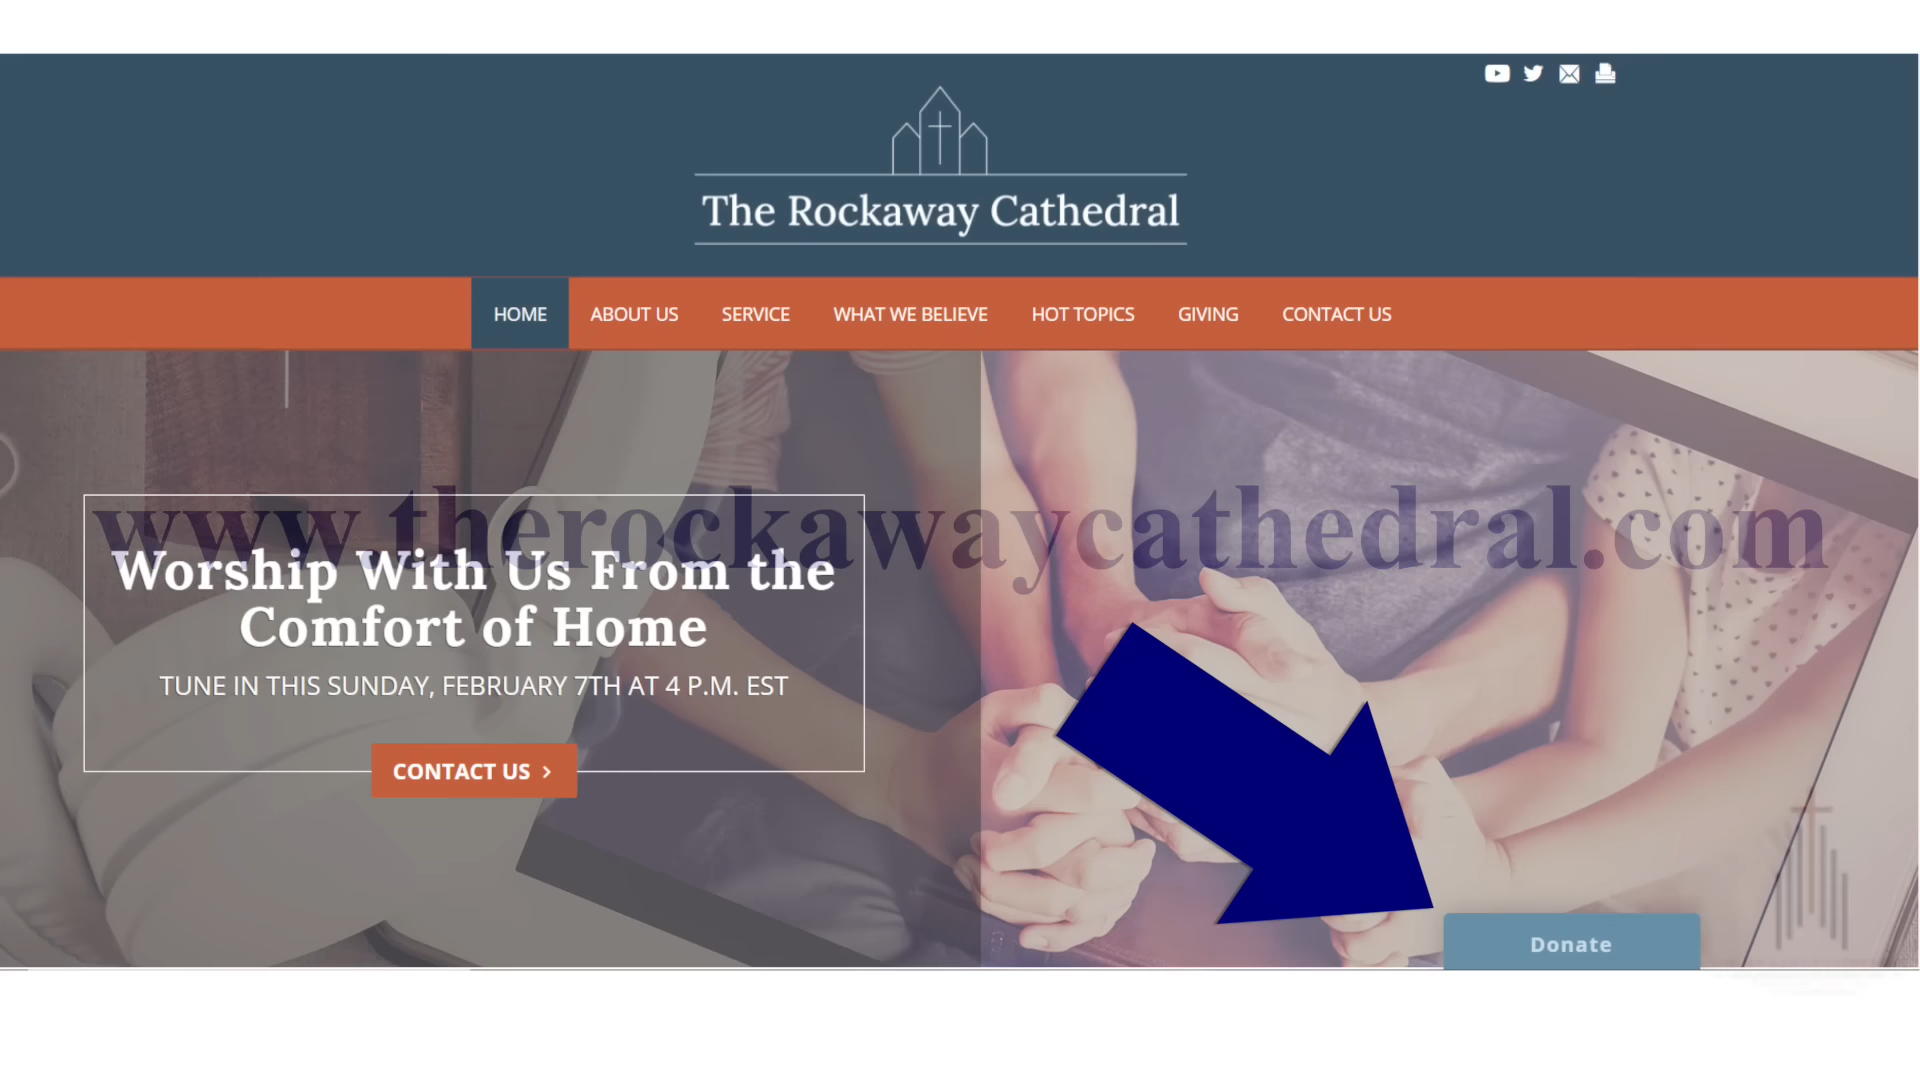 The Rockaway Cathedral
HOME ABOUT US SERVICE WHAT WE BELIEVE HOT TOPICS GIVING CONTACT US
www.therockawaycathedral.com
Worship With Us From the
Comfort of Home
TUNE IN THIS SUNDAY, FEBRUARY 7TH AT 4 P.M. EST
CONTACT US >
Donate